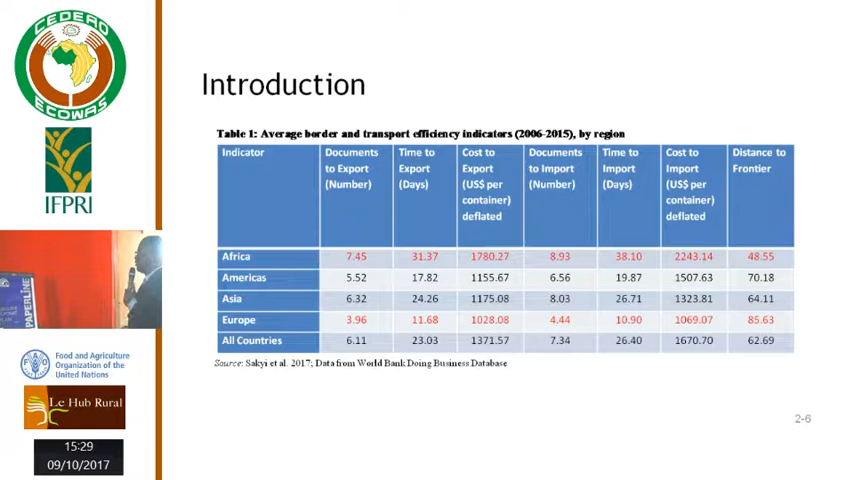 CEDEAO
ECOWAS
IFPRI
PAPERLINE
Food and Agriculture
Organization of the
United Nations
Le Hub Rural
15:29
09/10/2017
Introduction
Table 1: Average border and transport efficiency indicators (2006-2015), by region
Indicator Documents to Export (Number) Time to Export (Days) Cost to Export (US$ per container) deflated Documents to Import (Number) Time to Import (Days) Cost to Import (US$ per container) deflated Distance to Frontier
Africa 7.45 31.37 1780.27 8.93 38.10 2243.14 48.55
Americas 5.52 17.82 1155.67 6.56 19.87 1507.63 70.18
Asia 6.32 24.26 1175.08 8.03 26.71 1323.81 64.11
Europe 3.96 11.68 1028.08 4.44 10.90 1069.07 85.63
All Countries 6.11 23.03 1371.57 7.34 26.40 1670.70 62.69
Source: Sakyi et al. 2017; Data from World Bank Doing Business Database
2-6